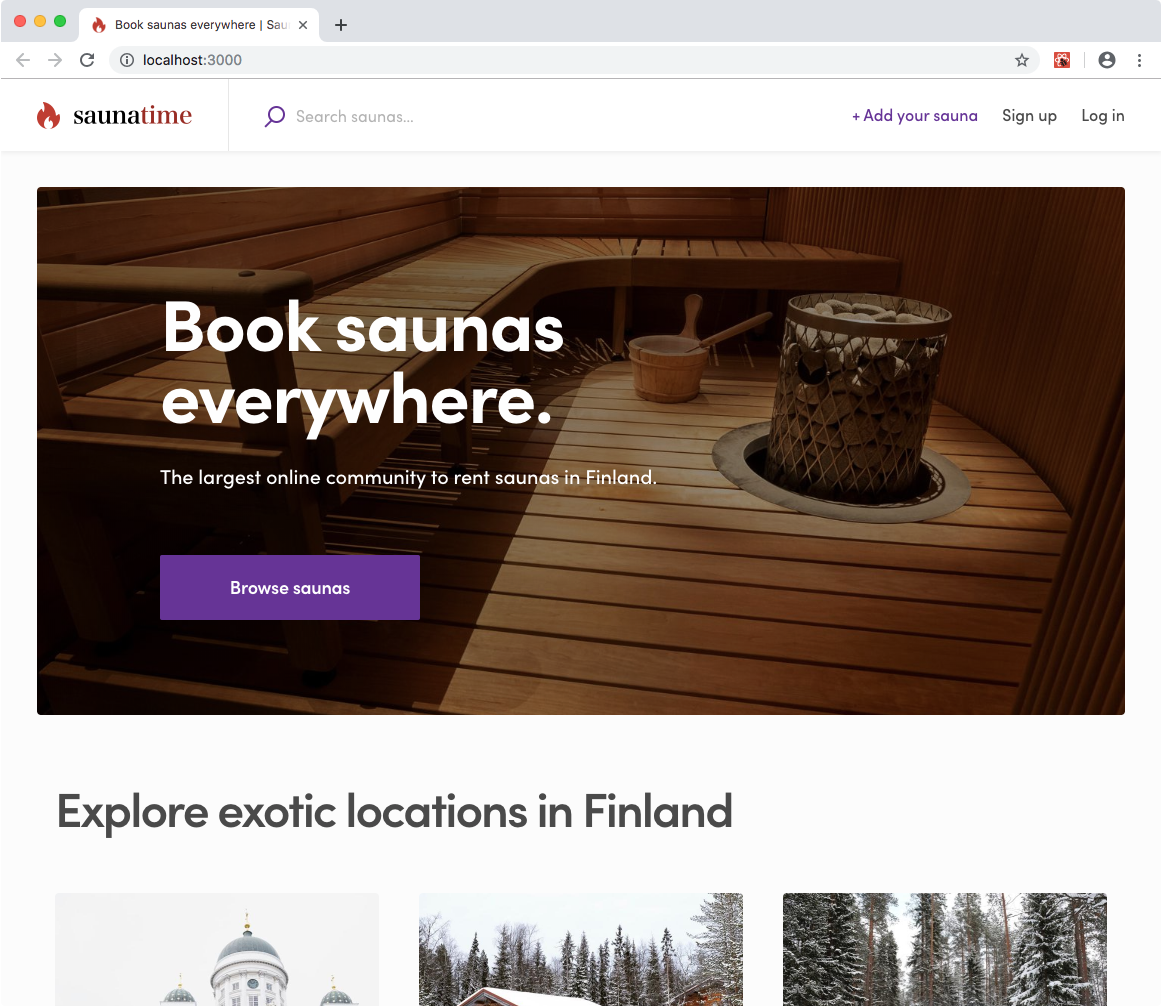 Book saunas everywhere | Sau
localhost:3000
saunatime
Search saunas...
+ Add your sauna
Sign up
Log in
Book saunas
everywhere.
The largest online community to rent saunas in Finland.
Browse saunas
Explore exotic locations in Finland